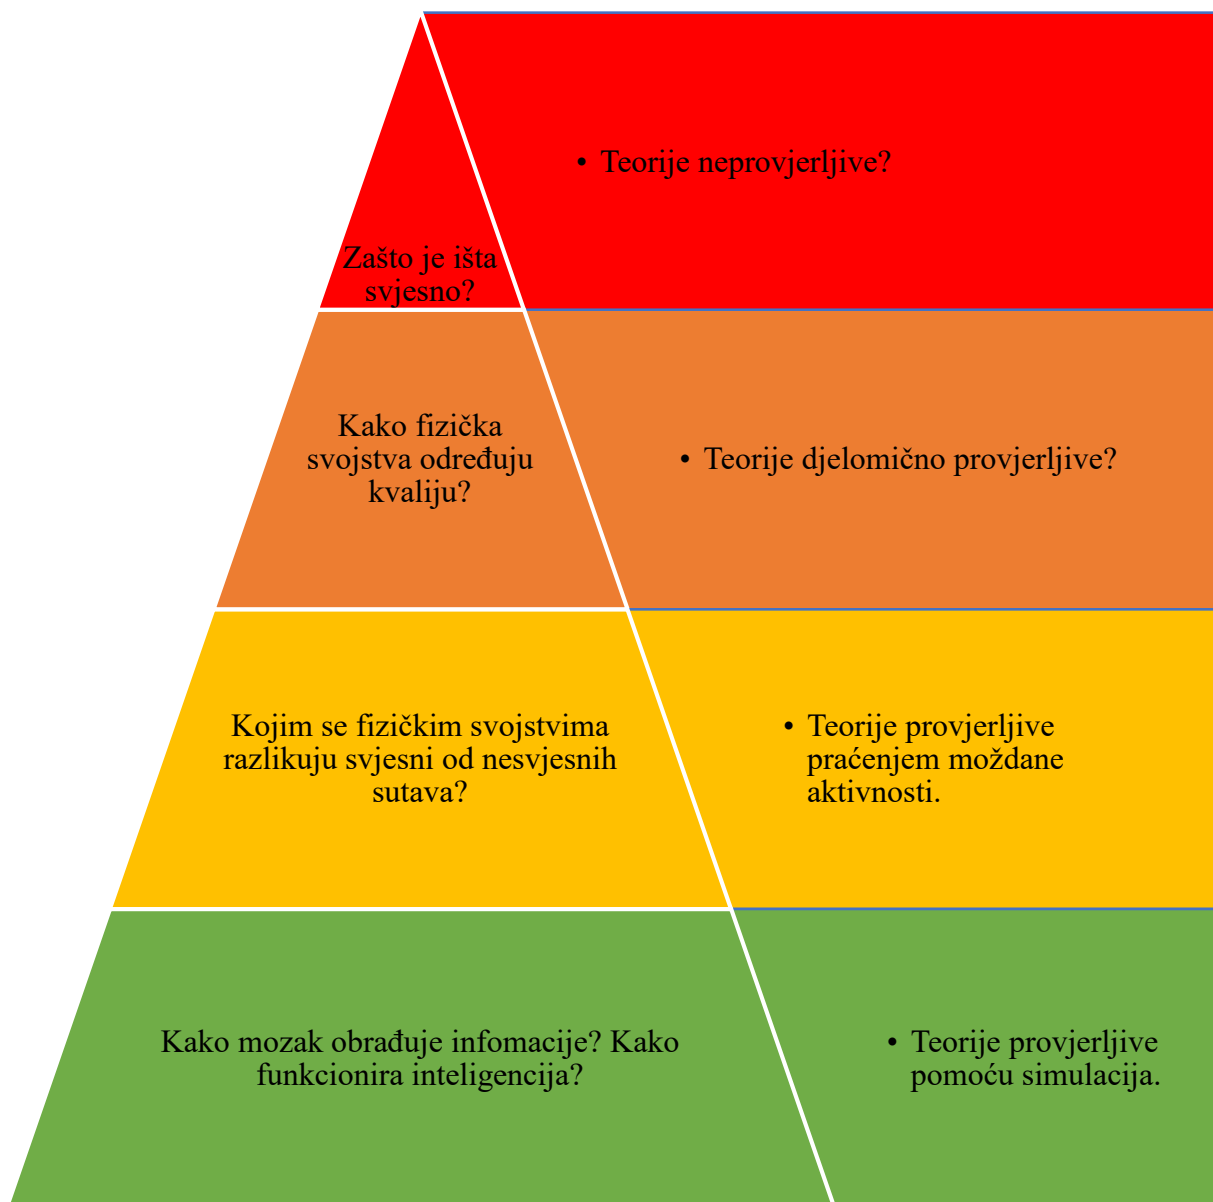 • Teorije neprovjerljive?
Zašto je išta
svjesno?
Kako fizička
svojstva određuju
kvaliju?
• Teorije djelomično provjerljive?
Kojim se fizičkim svojstvima
razlikuju svjesni od nesvjesnih
sutava?
• Teorije provjerljive
praćenjem moždane
aktivnosti.
Kako mozak obrađuje infomacije? Kako
funkcionira inteligencija?
• Teorije provjerljive
pomoću simulacija.